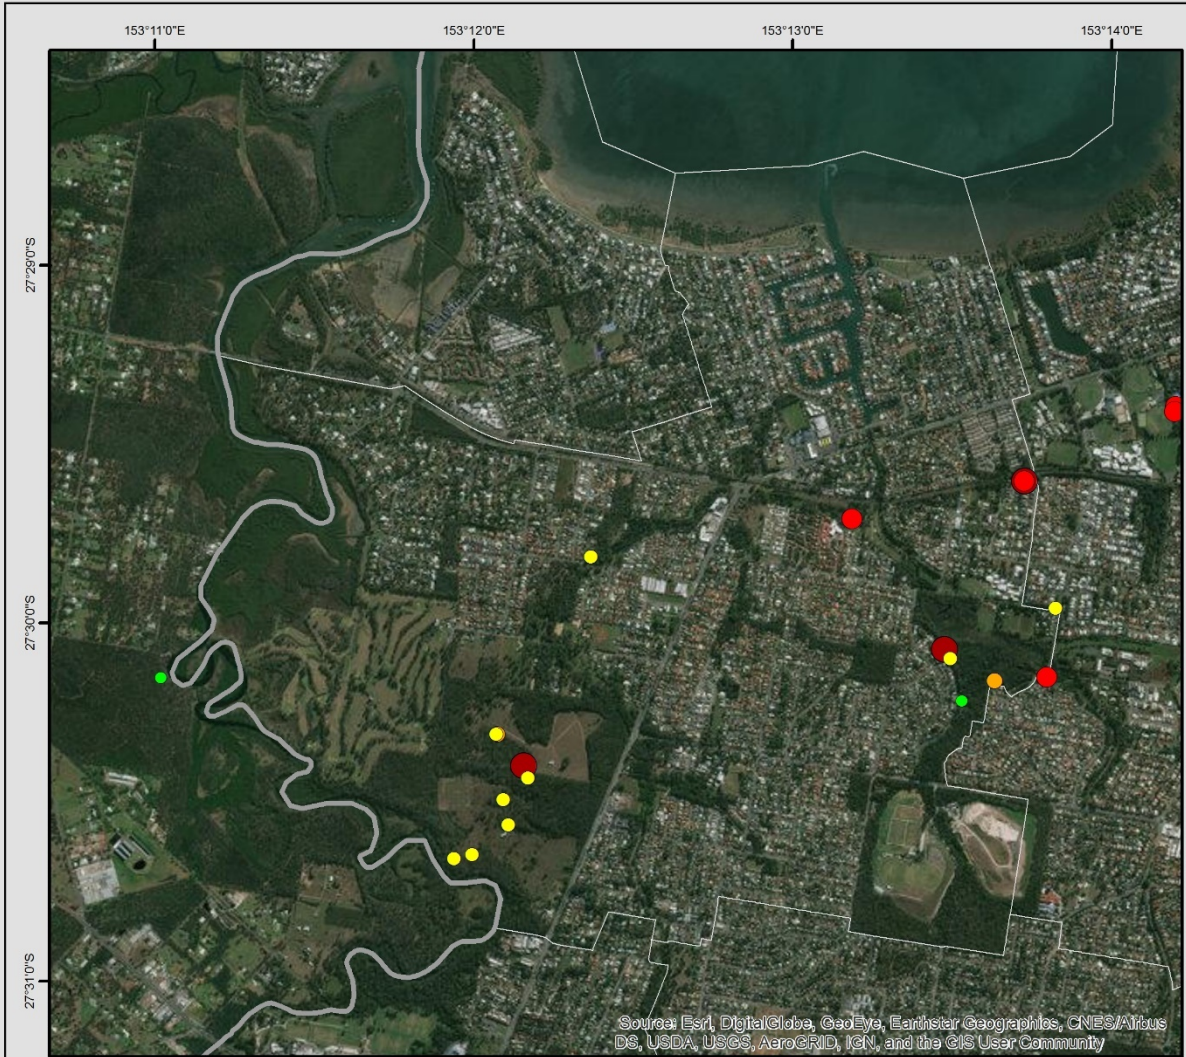 153°11'0"E
153°12'0"E
153°13'0"E
153°14'0"E
27°29'0"S
27°30'0"S
27°31'0"S
Source: Esri, DigitalGlobe, GeoEye, Earthstar Geographics, CNES/Airbus
DS, USDA, USGS, AeroGRID, IGN, and the GIS User Community